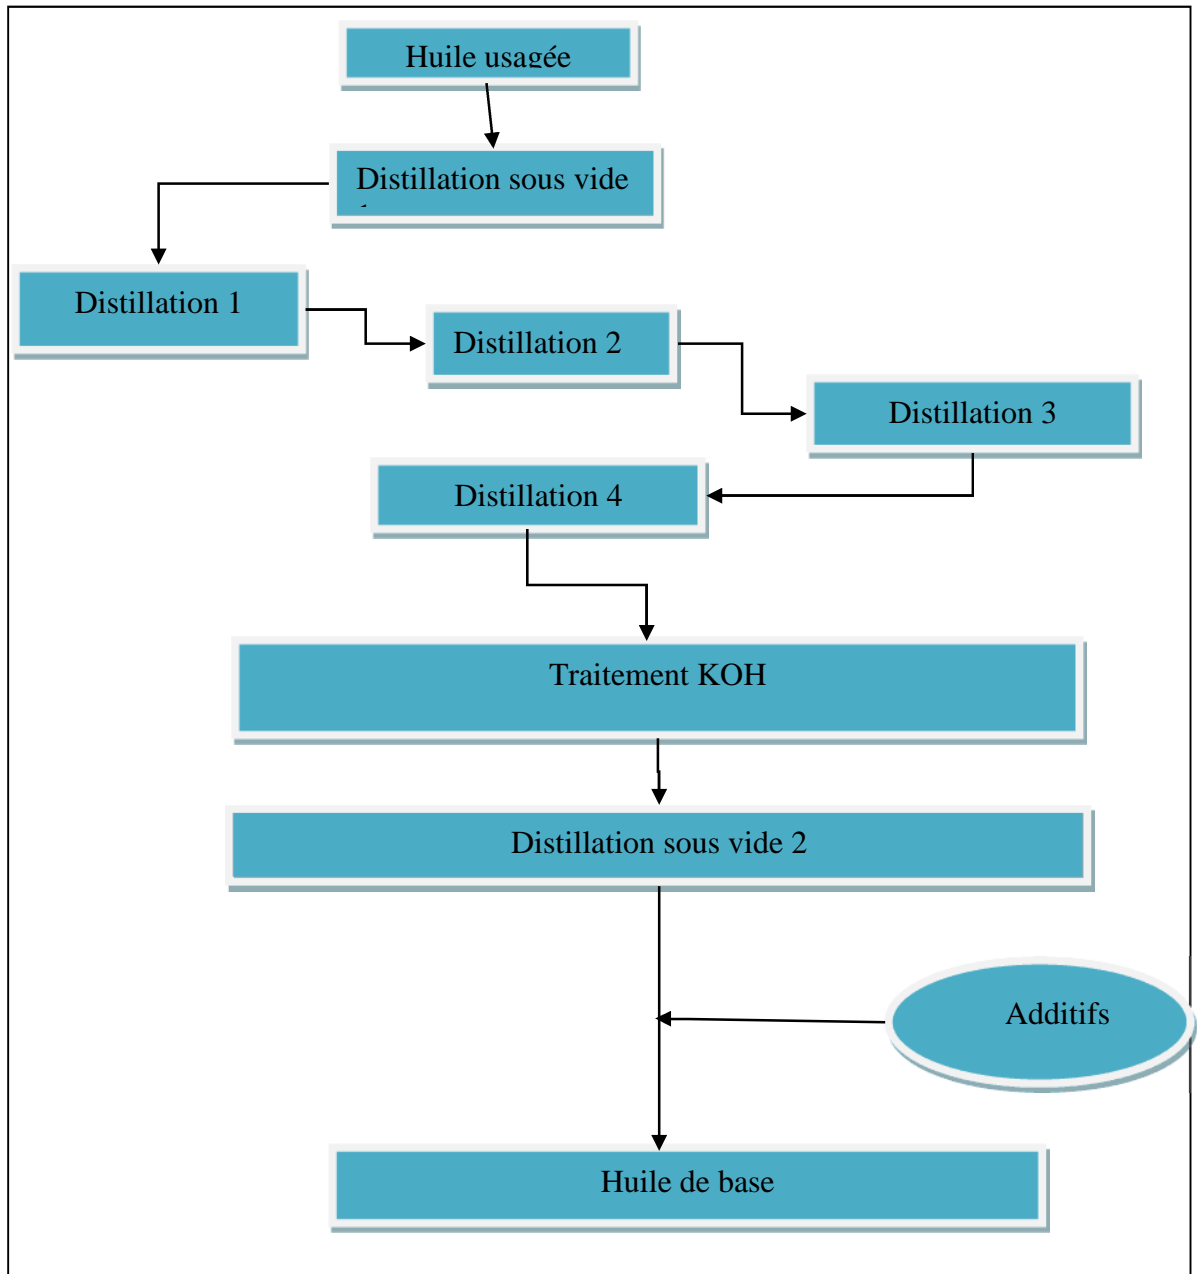 Huile usagée
Distillation sous vide
Distillation 1
Distillation 2
Distillation 3
Distillation 4
Traitement KOH
Distillation sous vide 2
Additifs
Huile de base